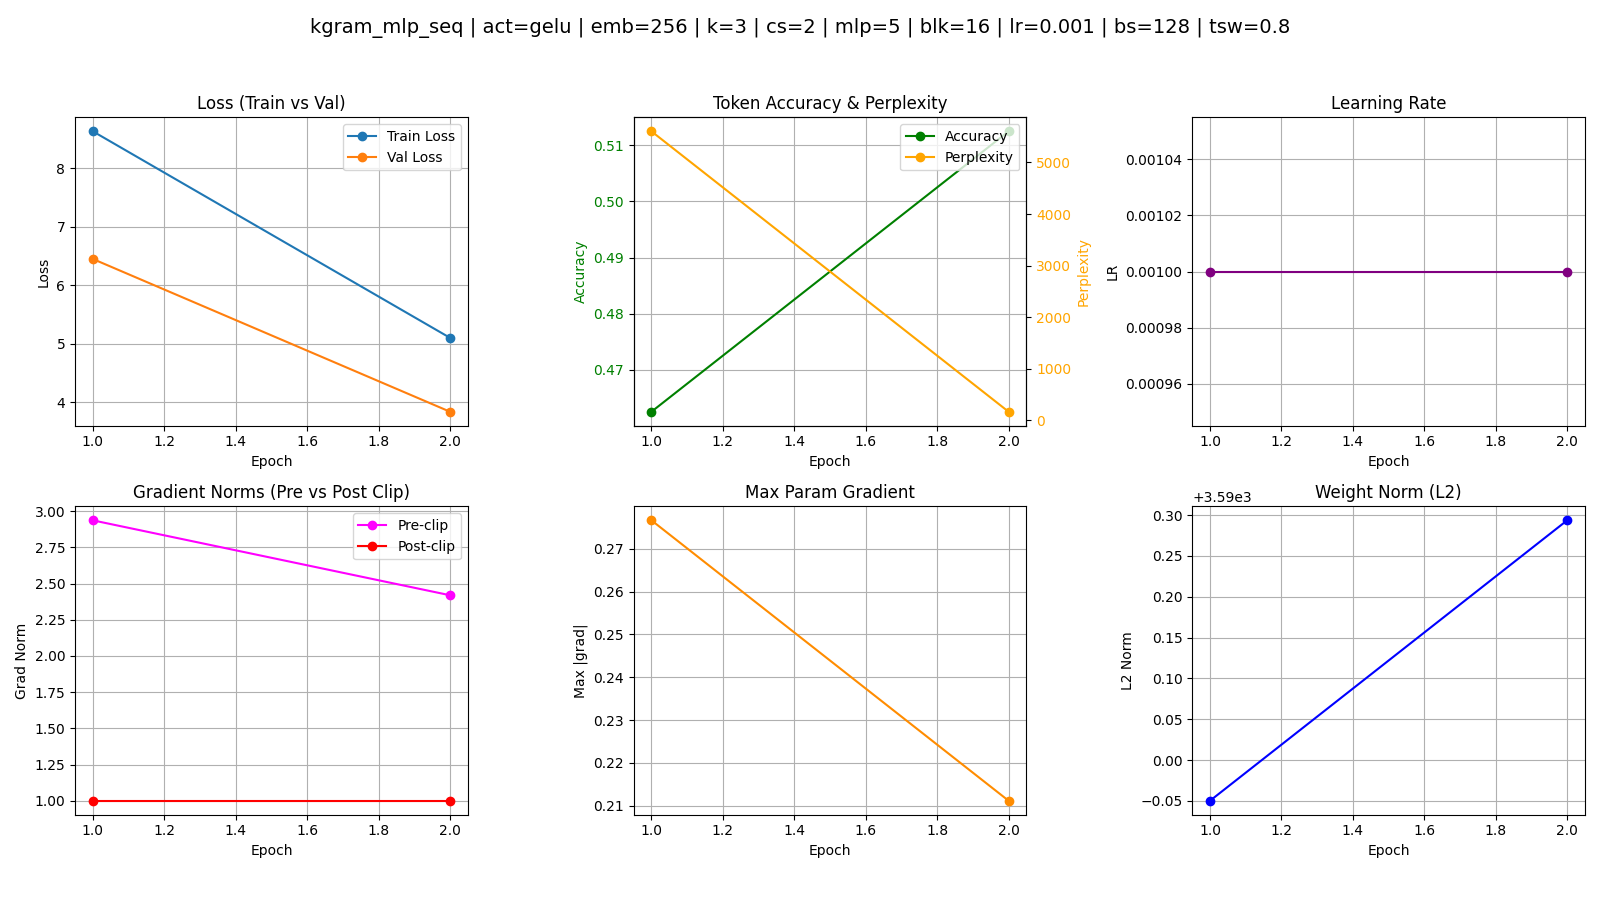 kgram_mlp_seq | act=gelu | emb=256 | k=3 | cs=2 | mlp=5 | blk=16 | lr=0.001 | bs=128 | tsw=0.8
Loss (Train vs Val)
Train Loss
Val Loss
8
7
6
5
4
Loss
1.0 1.2 1.4 1.6 1.8 2.0
Epoch
Token Accuracy & Perplexity
Accuracy
Perplexity
0.51
0.50
0.49
0.48
0.47
Accuracy
5000
4000
3000
2000
1000
0
Perplexity
1.0 1.2 1.4 1.6 1.8 2.0
Epoch
Learning Rate
0.00104
0.00102
0.00100
0.00098
0.00096
LR
1.0 1.2 1.4 1.6 1.8 2.0
Epoch
Gradient Norms (Pre vs Post Clip)
Pre-clip
Post-clip
3.00
2.75
2.50
2.25
2.00
1.75
1.50
1.25
1.00
Grad Norm
1.0 1.2 1.4 1.6 1.8 2.0
Epoch
Max Param Gradient
0.27
0.26
0.25
0.24
0.23
0.22
0.21
Max |grad|
1.0 1.2 1.4 1.6 1.8 2.0
Epoch
Weight Norm (L2)
+3.59e3
0.30
0.25
0.20
0.15
0.10
0.05
0.00
−0.05
L2 Norm
1.0 1.2 1.4 1.6 1.8 2.0
Epoch